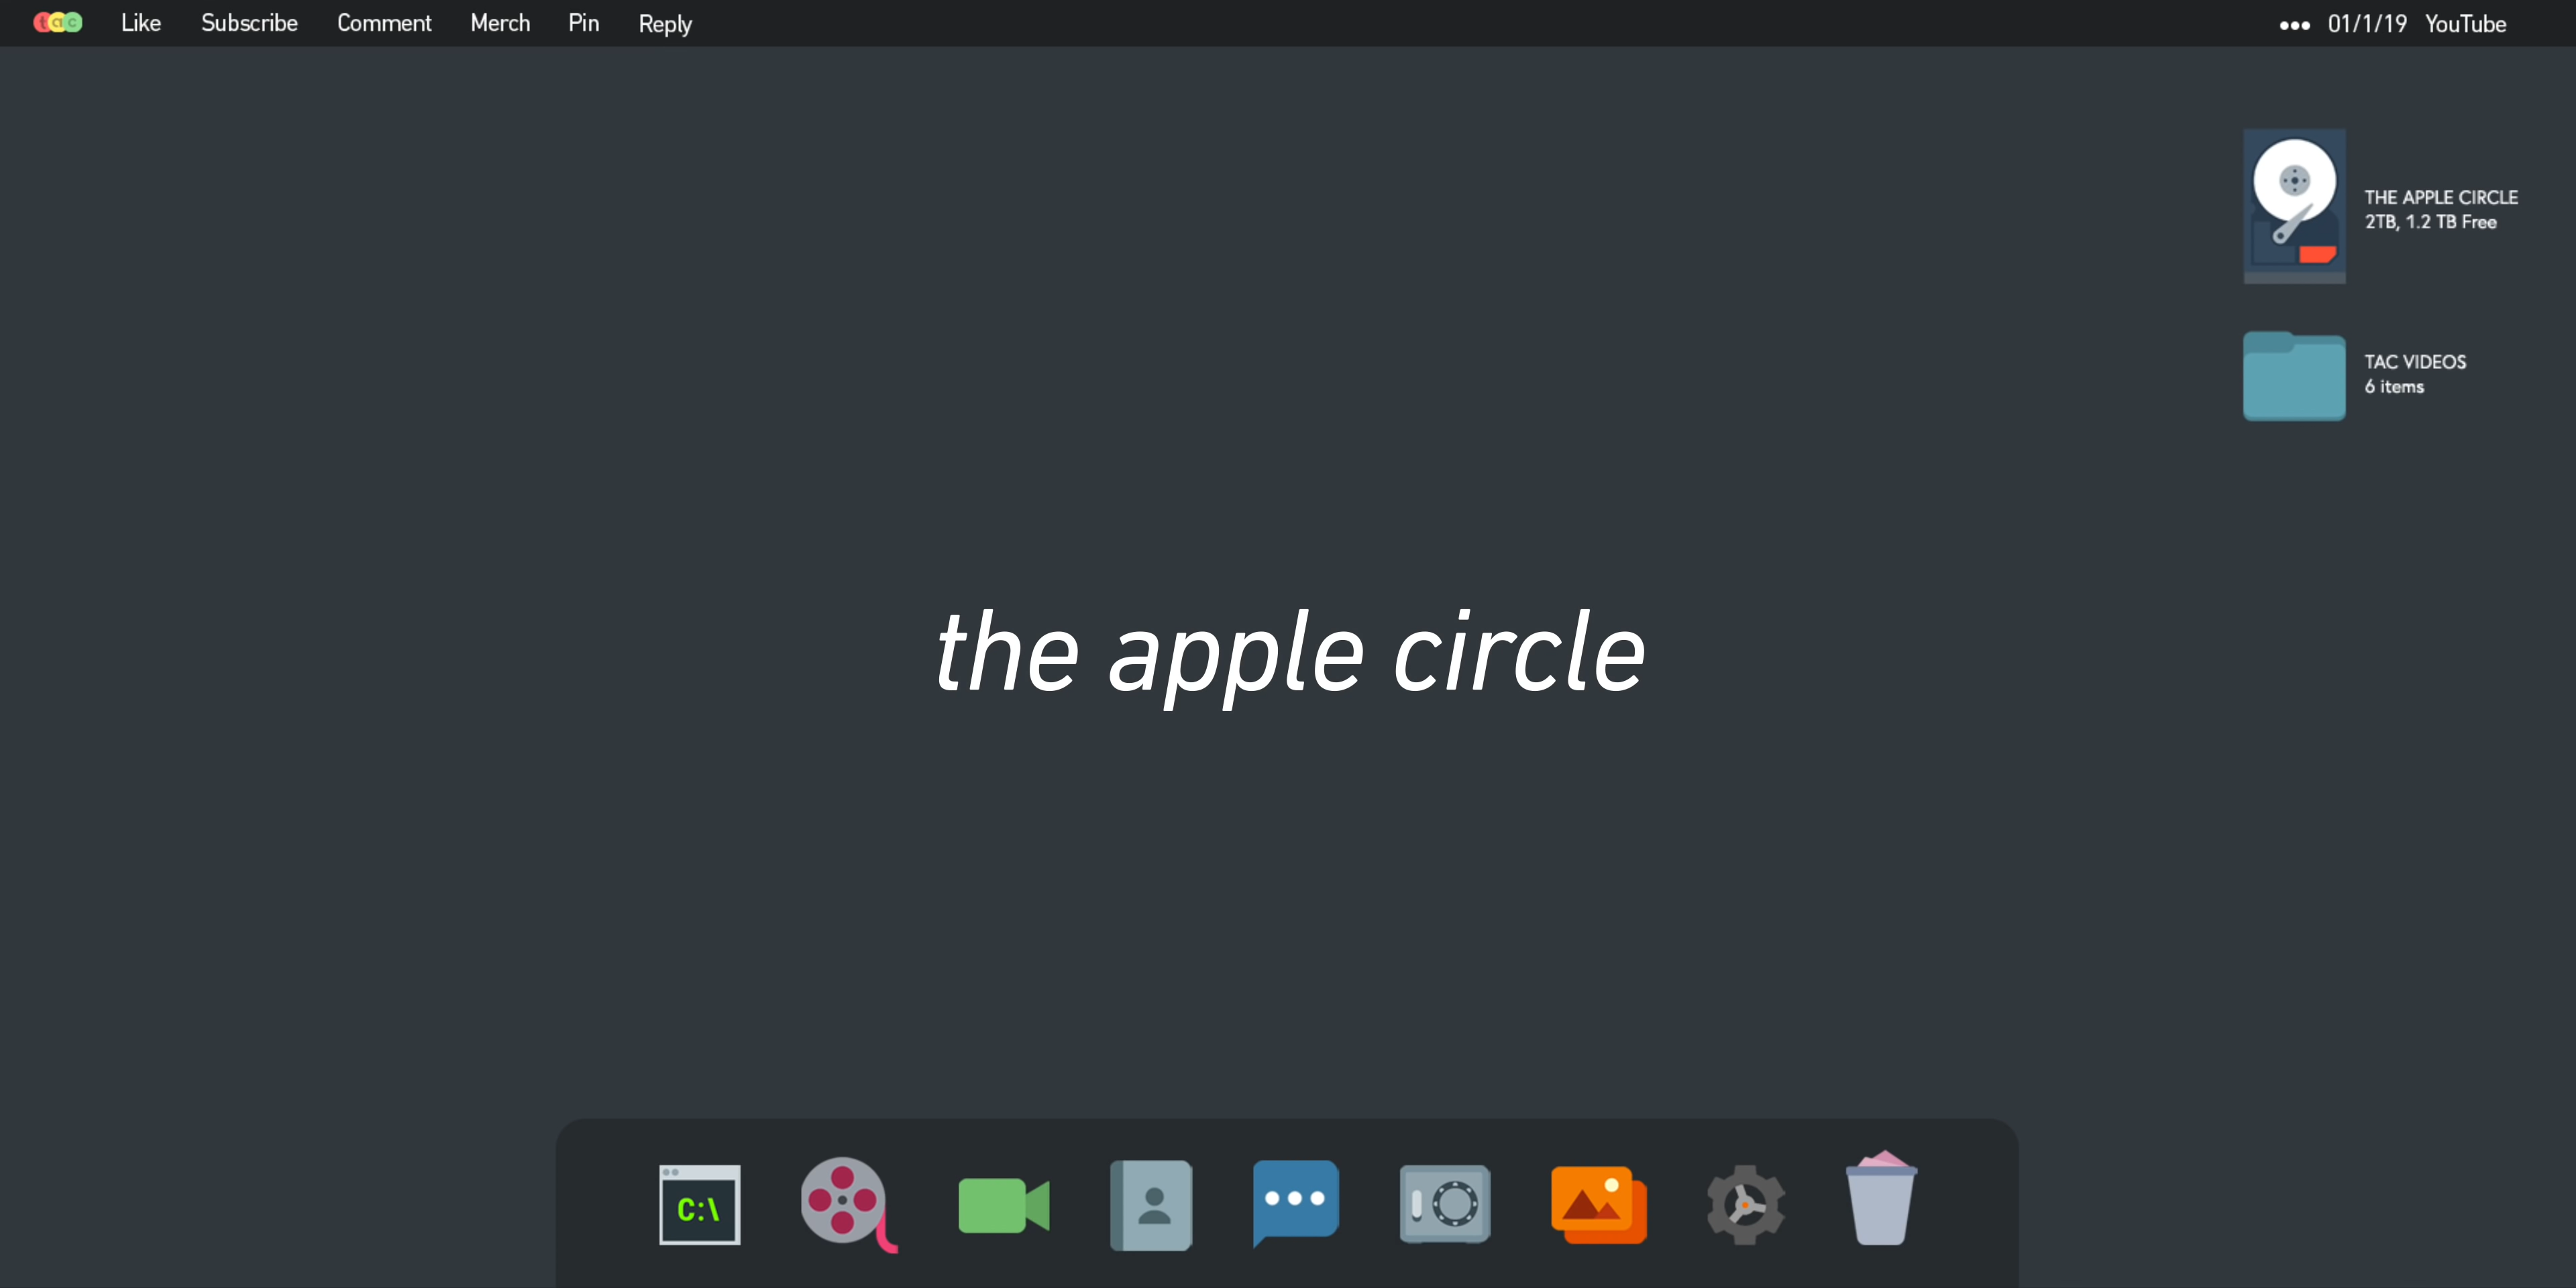 tac Like Subscribe Comment Merch Pin Reply ••• 01/1/19 YouTube
THE APPLE CIRCLE
2TB, 1.2 TB Free
TAC VIDEOS
6 items
the apple circle
C:\